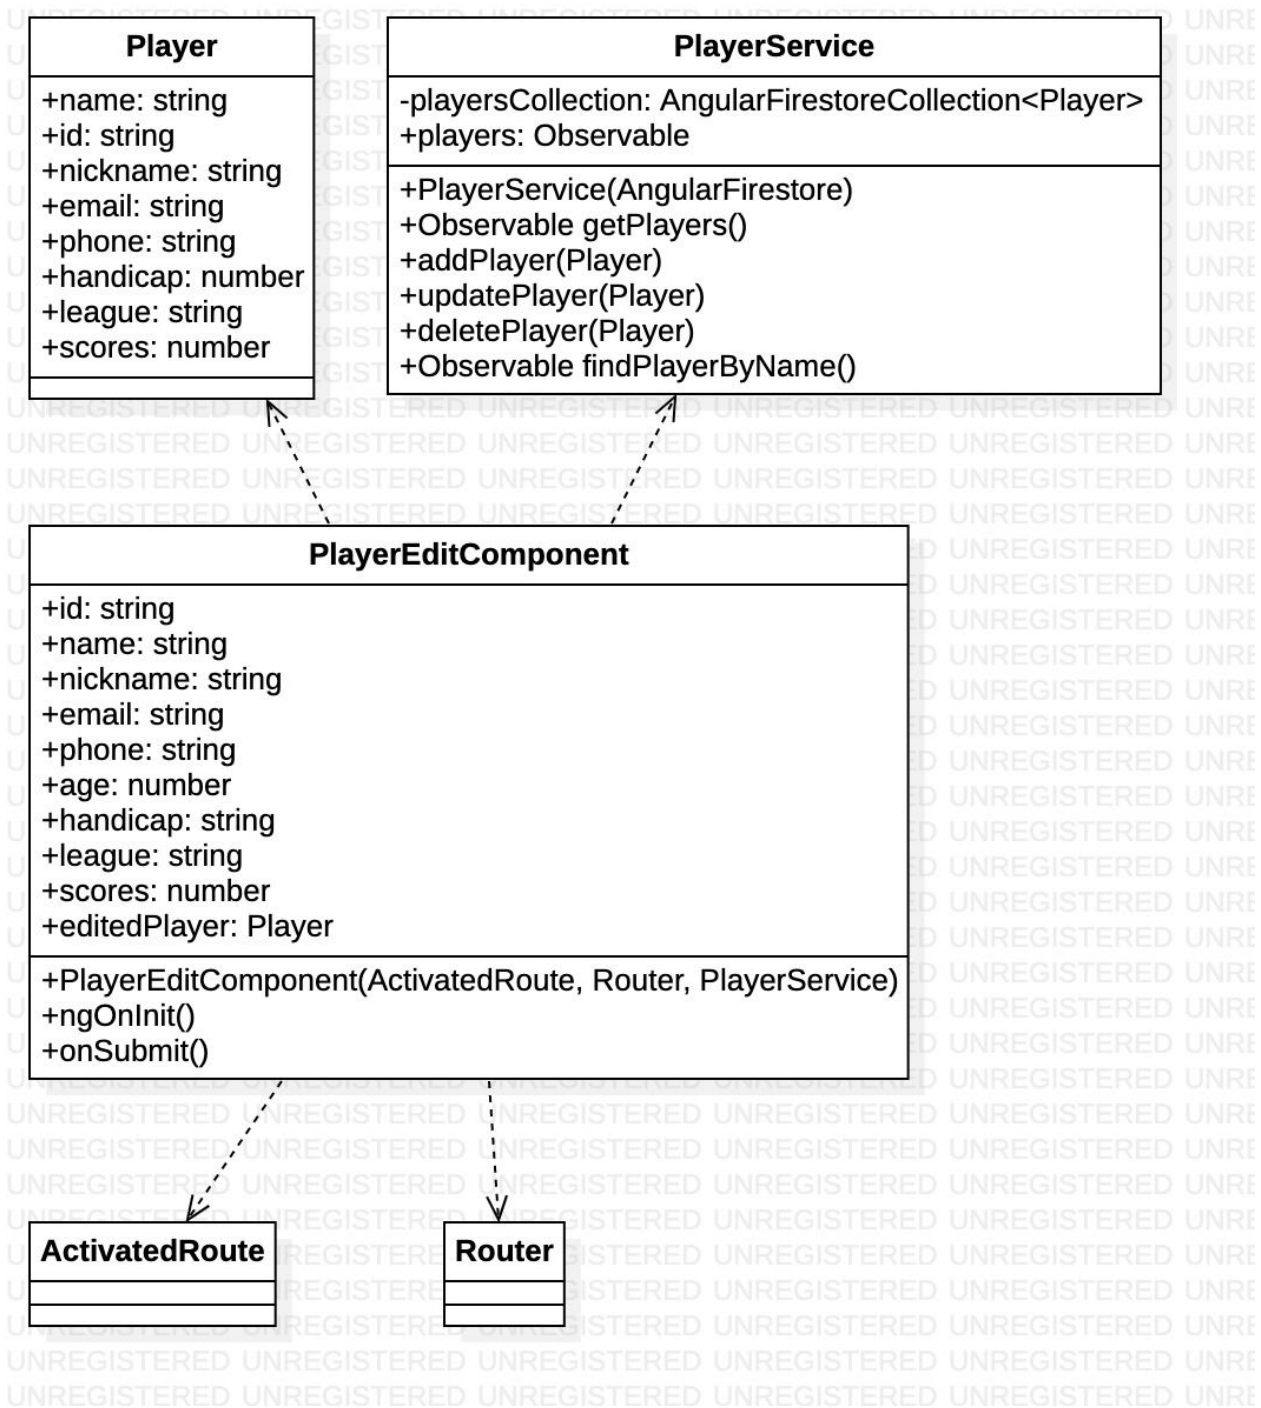 Player
+name: string
+id: string
+nickname: string
+email: string
+phone: string
+handicap: number
+league: string
+scores: number
PlayerService
-playersCollection: AngularFirestoreCollection<Player>
+players: Observable
+PlayerService(AngularFirestore)
+Observable getPlayers()
+addPlayer(Player)
+updatePlayer(Player)
+deletePlayer(Player)
+Observable findPlayerByName()
PlayerEditComponent
+id: string
+name: string
+nickname: string
+email: string
+phone: string
+age: number
+handicap: string
+league: string
+scores: number
+editedPlayer: Player
+PlayerEditComponent(ActivatedRoute, Router, PlayerService)
+ngOnInit()
+onSubmit()
ActivatedRoute
Router
UNREGISTERED